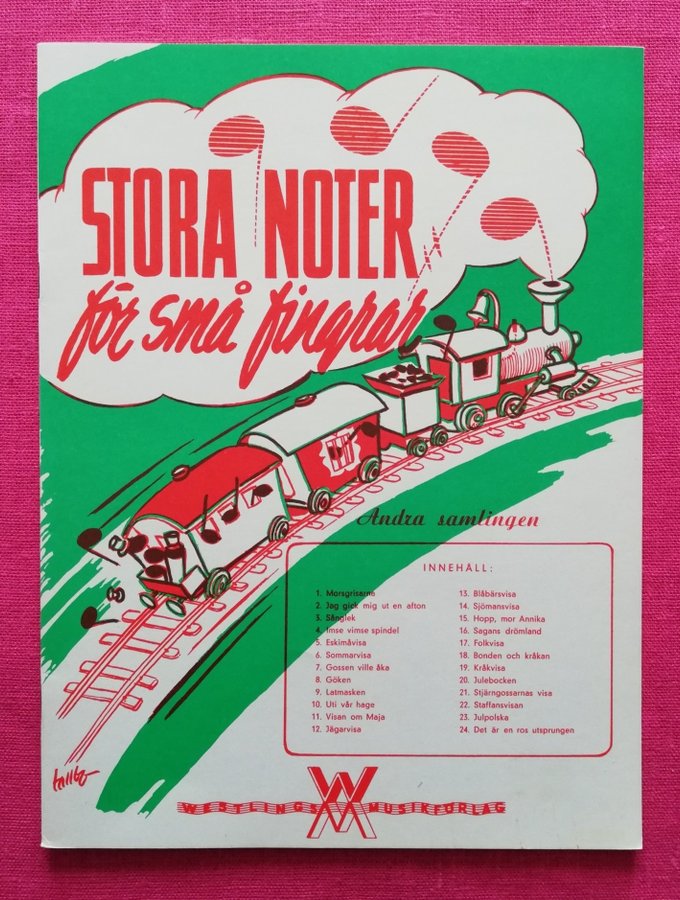 STORA NOTER
för små fingrar
Andra samlingen
INNEHÅLL:
1. Morsgrisarna
2. Jag gick mig ut en afton
3. Sånglek
4. Imse vimse spindel
5. Eskimåvisa
6. Sommarvisa
7. Gossen ville åka
8. Göken
9. Latmasken
10. Uti vår hage
11. Visan om Maja
12. Jägarvisa
13. Blåbärsvisa
14. Sjömansvisa
15. Hopp, mor Annika
16. Sagans drömland
17. Folkvisa
18. Bonden och kråkan
19. Kråkvisa
20. Julebocken
21. Stjärngossarnas visa
22. Staffansvisan
23. Julpolska
24. Det är en ros utsprungen
WESTLINGS MUSIKFÖRLAG